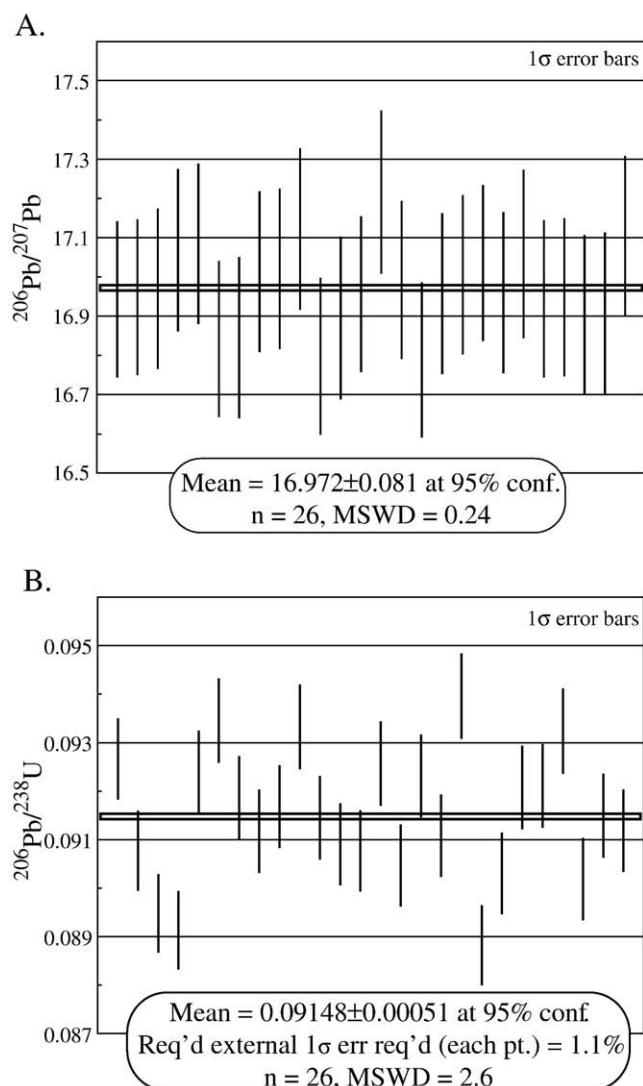 A.
1σ error bars
17.5
17.3
17.1
16.9
16.7
16.5
206Pb/207Pb
Mean = 16.972±0.081 at 95% conf.
n = 26, MSWD = 0.24
B.
1σ error bars
0.095
0.093
0.091
0.089
0.087
206Pb/238U
Mean = 0.09148±0.00051 at 95% conf.
Req'd external 1σ err req'd (each pt.) = 1.1%
n = 26, MSWD = 2.6